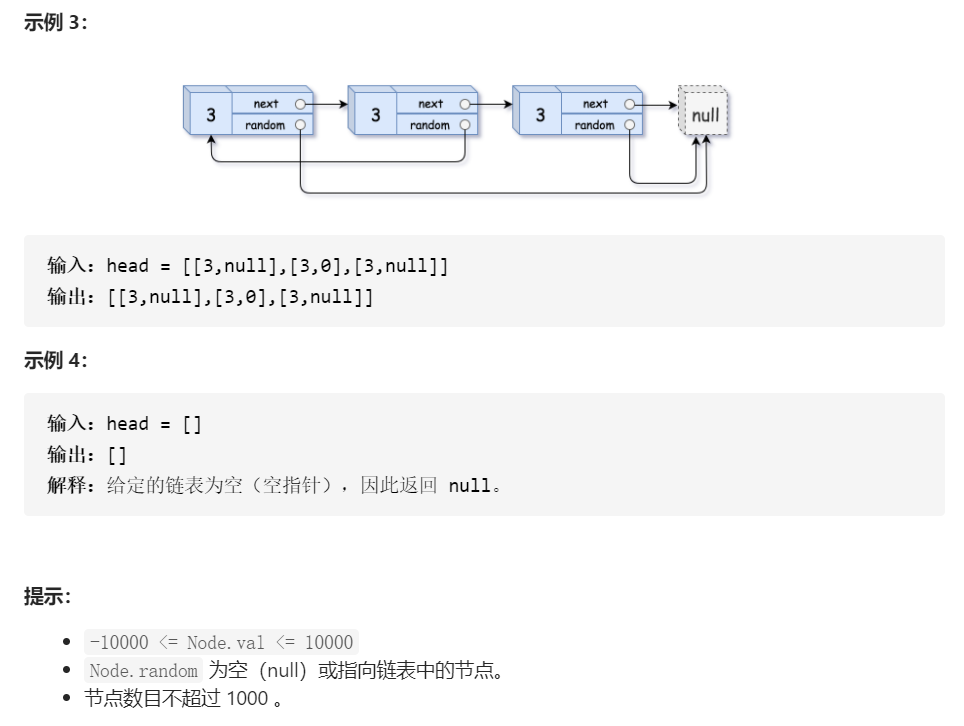 示例 3：
3 next random 3 next random 3 next random null
输入：head = [[3,null],[3,0],[3,null]]
输出：[[3,null],[3,0],[3,null]]
示例 4：
输入：head = []
输出：[]
解释：给定的链表为空（空指针），因此返回 null。
提示：
-10000 <= Node.val <= 10000
Node.random 为空（null）或指向链表中的节点。
节点数目不超过 1000 。